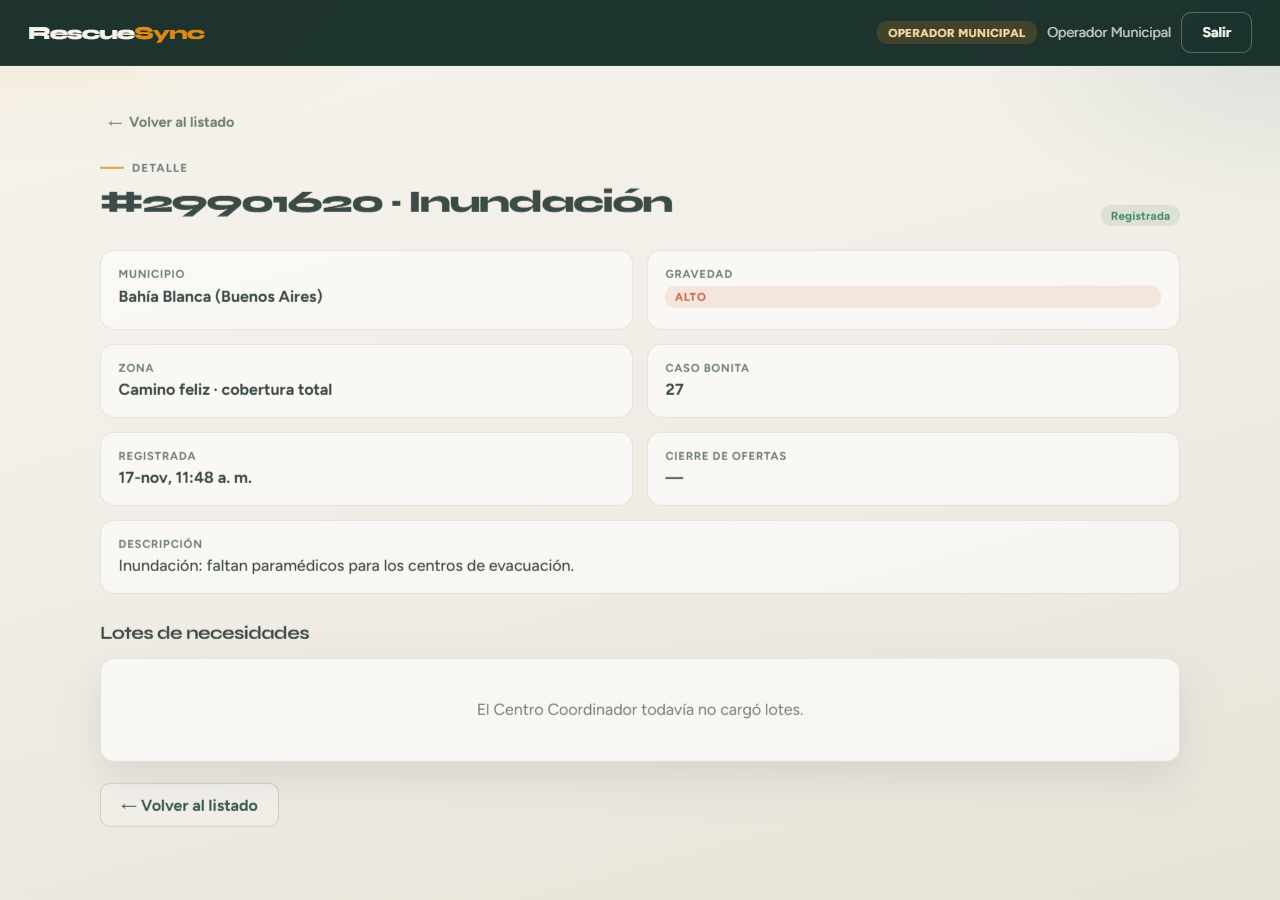 RescueSync
OPERADOR MUNICIPAL Operador Municipal Salir
← Volver al listado
DETALLE
#29901620 · Inundación
Registrada
MUNICIPIO
Bahía Blanca (Buenos Aires)
GRAVEDAD
ALTO
ZONA
Camino feliz · cobertura total
CASO BONITA
27
REGISTRADA
17-nov, 11:48 a. m.
CIERRE DE OFERTAS
—
DESCRIPCIÓN
Inundación: faltan paramédicos para los centros de evacuación.
Lotes de necesidades
El Centro Coordinador todavía no cargó lotes.
← Volver al listado